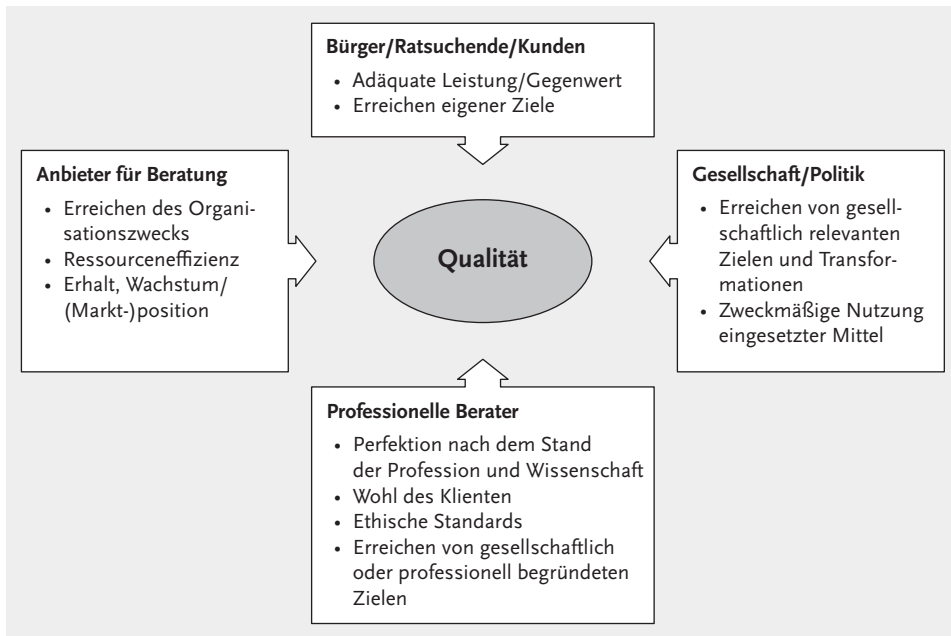 Bürger/Ratsuchende/Kunden
• Adäquate Leistung/Gegenwert
• Erreichen eigener Ziele
Anbieter für Beratung
• Erreichen des Organi-
sationszwecks
• Ressourceneffizienz
• Erhalt, Wachstum/
(Markt-)position
Qualität
Gesellschaft/Politik
• Erreichen von gesell-
schaftlich relevanten
Zielen und Transfor-
mationen
• Zweckmäßige Nutzung
eingesetzter Mittel
Professionelle Berater
• Perfektion nach dem Stand
der Profession und Wissenschaft
• Wohl des Klienten
• Ethische Standards
• Erreichen von gesellschaftlich
oder professionell begründeten
Zielen